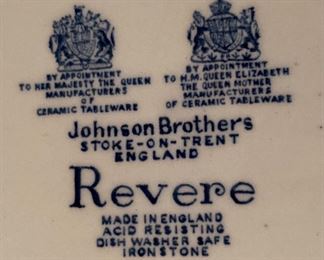 BY APPOINTMENT
TO HER MAJESTY THE QUEEN
MANUFACTURERS
OF
CERAMIC TABLEWARE
BY APPOINTMENT
TO H.M. QUEEN ELIZABETH
THE QUEEN MOTHER
MANUFACTURERS
OF CERAMIC TABLEWARE
Johnson Brothers
STOKE-ON-TRENT
ENGLAND
Revere
MADE IN ENGLAND
ACID RESISTING
DISH WASHER SAFE
IRONSTONE